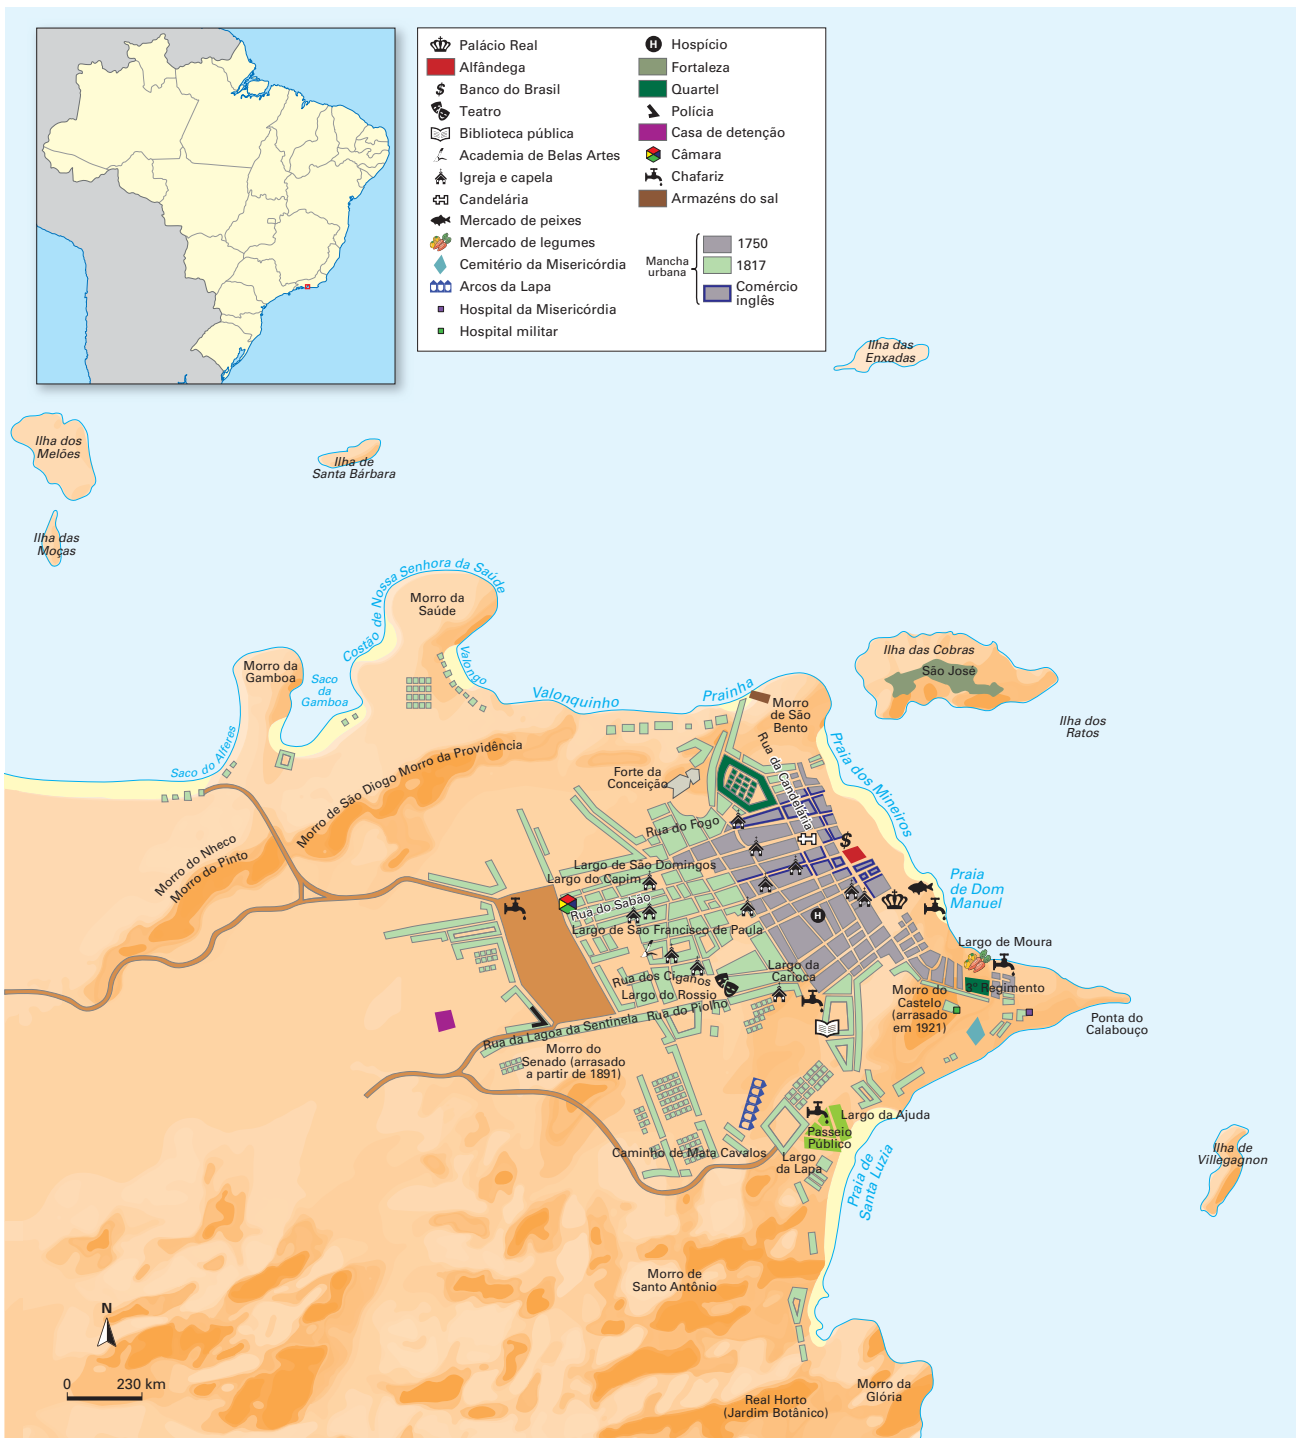 Palácio Real
Alfândega
$ Banco do Brasil
Teatro
Biblioteca pública
Academia de Belas Artes
Igreja e capela
Candelária
Mercado de peixes
Mercado de legumes
Cemitério da Misericórdia
Arcos da Lapa
Hospital da Misericórdia
Hospital militar
H Hospício
Fortaleza
Quartel
Polícia
Casa de detenção
Câmara
Chafariz
Armazéns do sal
Mancha
urbana
1750
1817
Comércio
inglês
Ilha das
Enxadas
Ilha dos
Melões
Ilha de
Santa Bárbara
Ilha das
Moças
Costão de Nossa Senhora da Saúde
Morro da
Saúde
Morro da
Gamboa
Saco
da
Gamboa
Valongo
Valonquinho
Prainha
Ilha das Cobras
São José
Ilha dos
Ratos
Morro
de São
Bento
Saco do Alferes
Morro de São Diogo
Morro da Providência
Forte da
Conceição
Rua da Candelária
Praia dos Mineiros
Rua do Fogo
$
Morro do Nheco
Morro do Pinto
Largo de São Domingos
Largo do Capim
Praia
de Dom
Manuel
Rua do Sabão
H
Largo de São Francisco de Paula
Largo de Moura
Largo da
Carioca
Rua dos Ciganos
Largo do Rossio
3º Regimento
Morro do
Castelo
(arrasado
em 1921)
Rua da Lagoa da Sentinela
Rua do Piolho
Ponta do
Calabouço
Morro do
Senado (arrasado
a partir de 1891)
Largo da Ajuda
Passeio
Público
Caminho de Mata Cavalos
Largo
da Lapa
Praia de
Santa Luzia
Ilha de
Villegagnon
Morro de
Santo Antônio
N
0 230 km
Morro da
Glória
Real Horto
(Jardim Botânico)